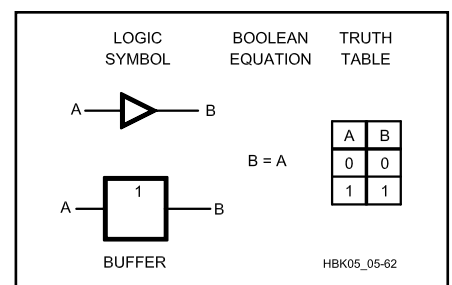 LOGIC SYMBOL
BOOLEAN EQUATION
TRUTH TABLE
A B
A B
0 0
1 1
B = A
1
A B
BUFFER
HBK05_05-62